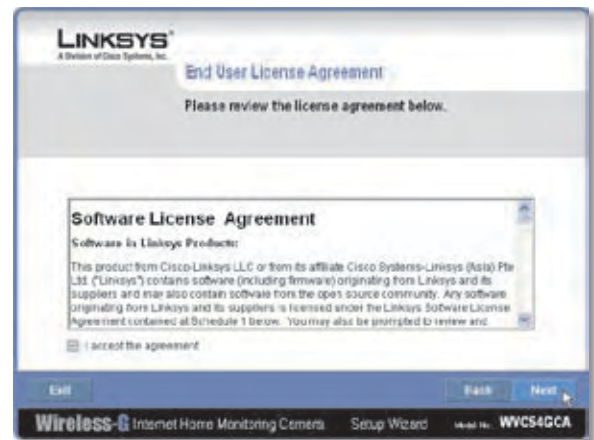 LINKSYS®
A Division of Cisco Systems, Inc.
End User License Agreement
Please review the license agreement below.
Software License Agreement
Software in Linksys Products:
This product from Cisco-Linksys LLC or from its affiliate Cisco Systems-Linksys (Asia) Pte
Ltd. ("Linksys") contains software (including firmware) originating from Linksys and its
suppliers and may also contain software from the open source community. Any software
originating from Linksys and its suppliers is licensed under the Linksys Software License
Agreement contained at Schedule 1 below. You may also be prompted to review and
I accept the agreement
Exit
Back
Next
Wireless-G Internet Home Monitoring Camera
Setup Wizard
Model No. WVC54GCA